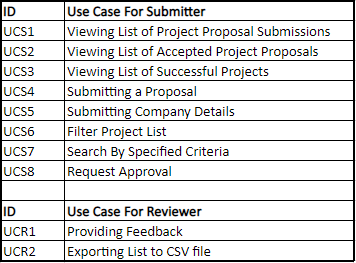 ID Use Case For Submitter
UCS1 Viewing List of Project Proposal Submissions
UCS2 Viewing List of Accepted Project Proposals
UCS3 Viewing List of Successful Projects
UCS4 Submitting a Proposal
UCS5 Submitting Company Details
UCS6 Filter Project List
UCS7 Search By Specified Criteria
UCS8 Request Approval
ID Use Case For Reviewer
UCR1 Providing Feedback
UCR2 Exporting List to CSV file